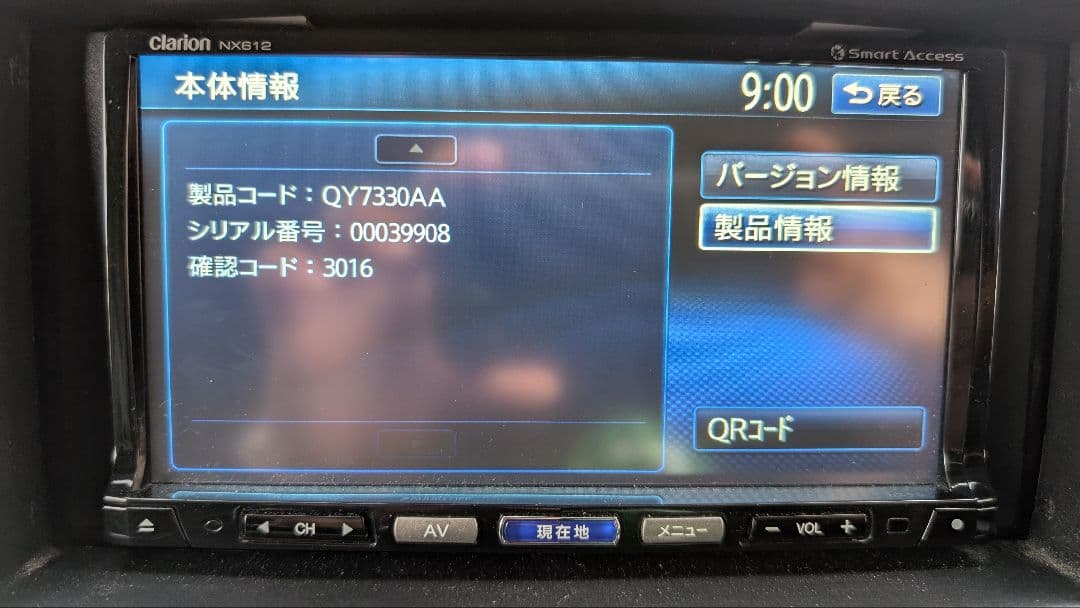 Clarion NX612
Smart Access
本体情報
9:00
戻る
製品コード：QY7330AA
シリアル番号：00039908
確認コード：3016
バージョン情報
製品情報
QRコード
CH
AV
現在地
メニュー
− VOL +